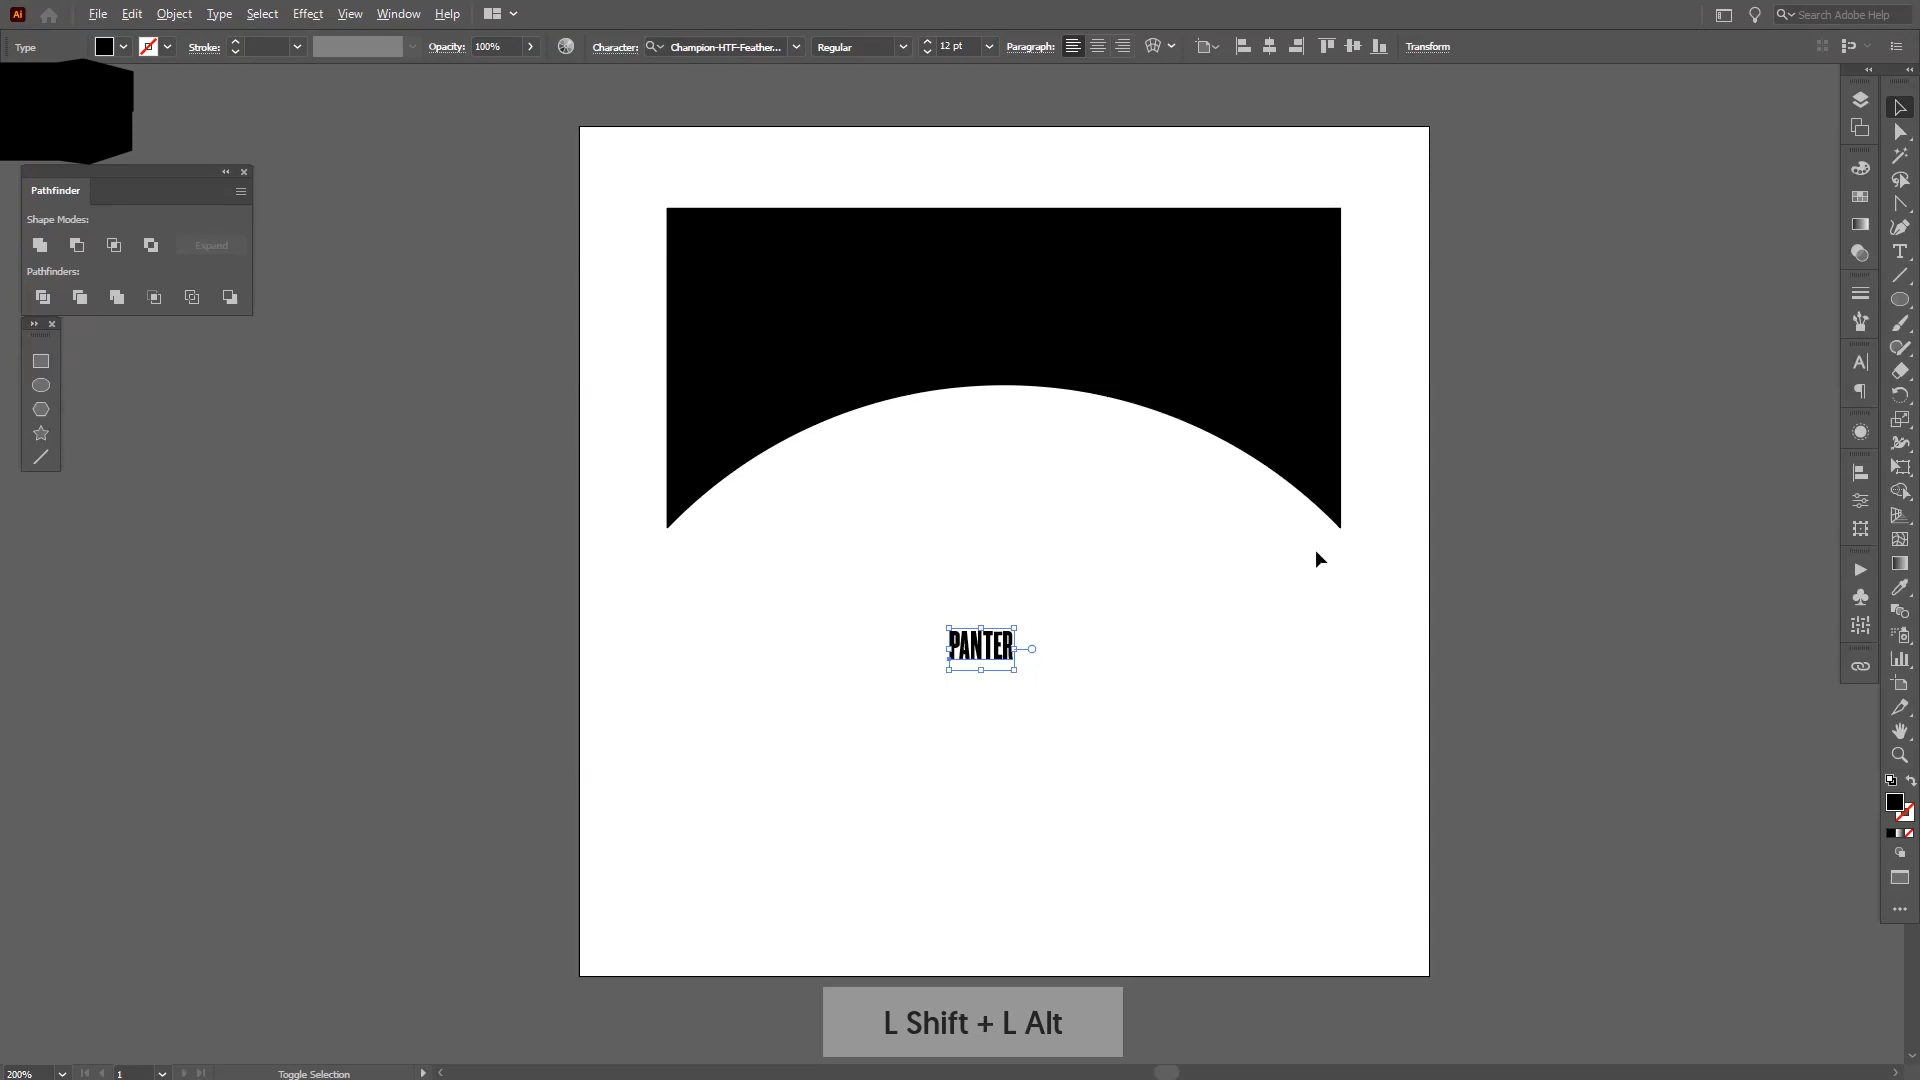 Ai File Edit Object Type Select Effect View Window Help Search Adobe Help
Type Stroke: Opacity: 100% Character: Champion-HTF-Feather... Regular 12 pt Paragraph: Transform
Pathfinder
Shape Modes:
Expand
Pathfinders:
PANTER
L Shift + L Alt
200% 1 Toggle Selection